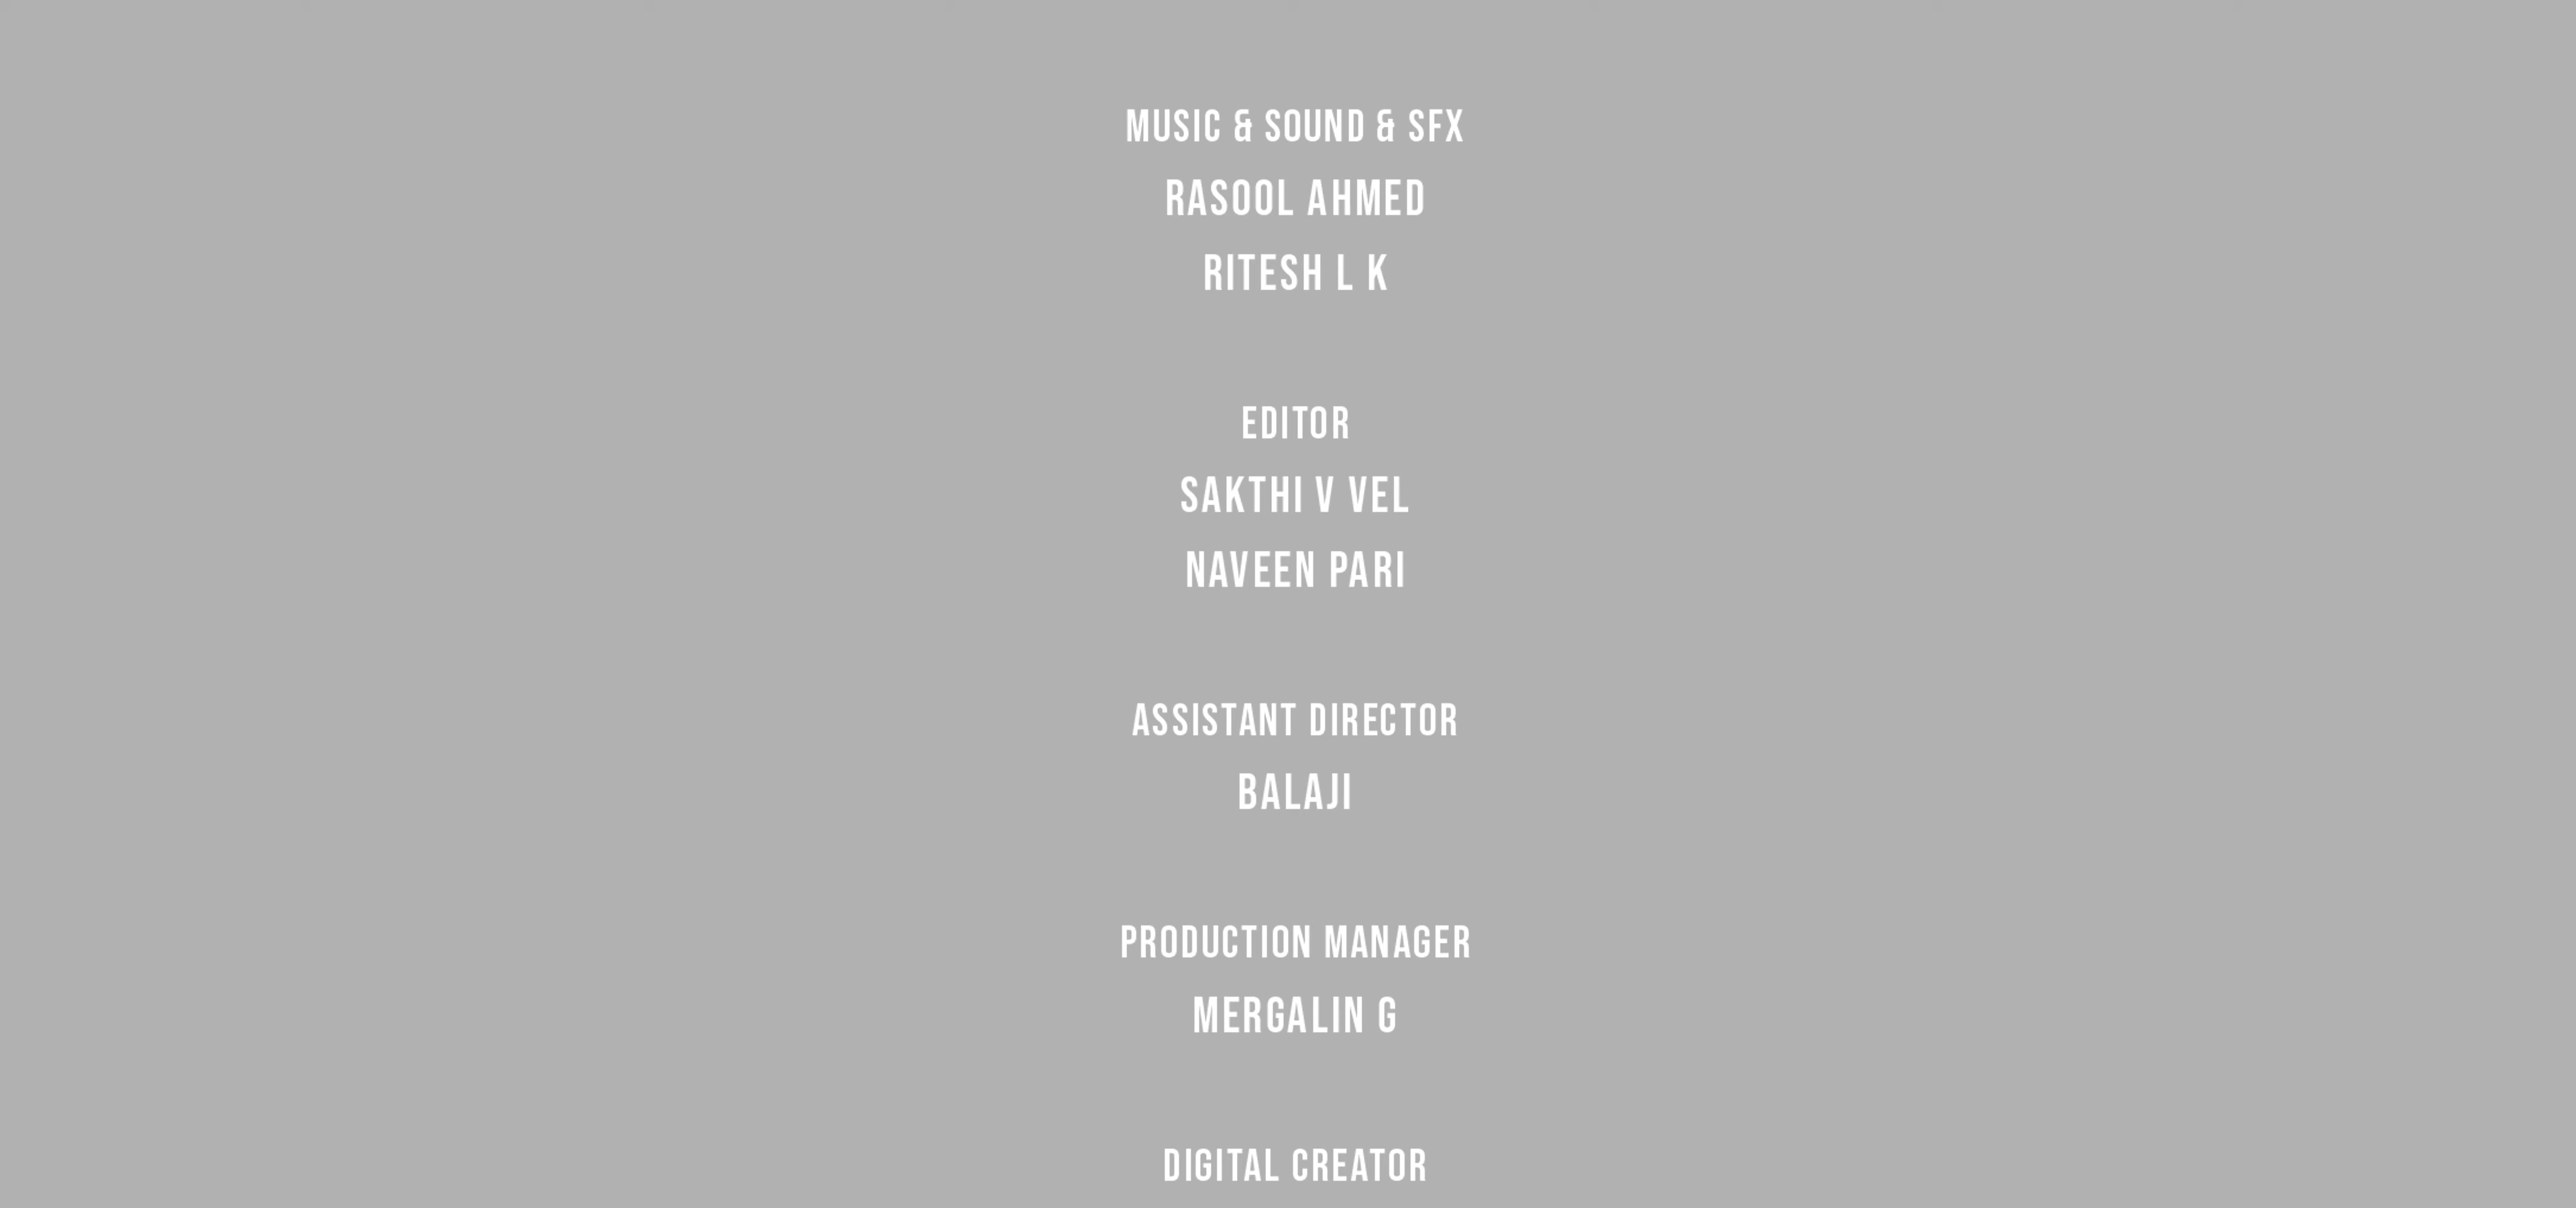 MUSIC & SOUND & SFX
RASOOL AHMED
RITESH L K
EDITOR
SAKTHI V VEL
NAVEEN PARI
ASSISTANT DIRECTOR
BALAJI
PRODUCTION MANAGER
MERGALIN G
DIGITAL CREATOR